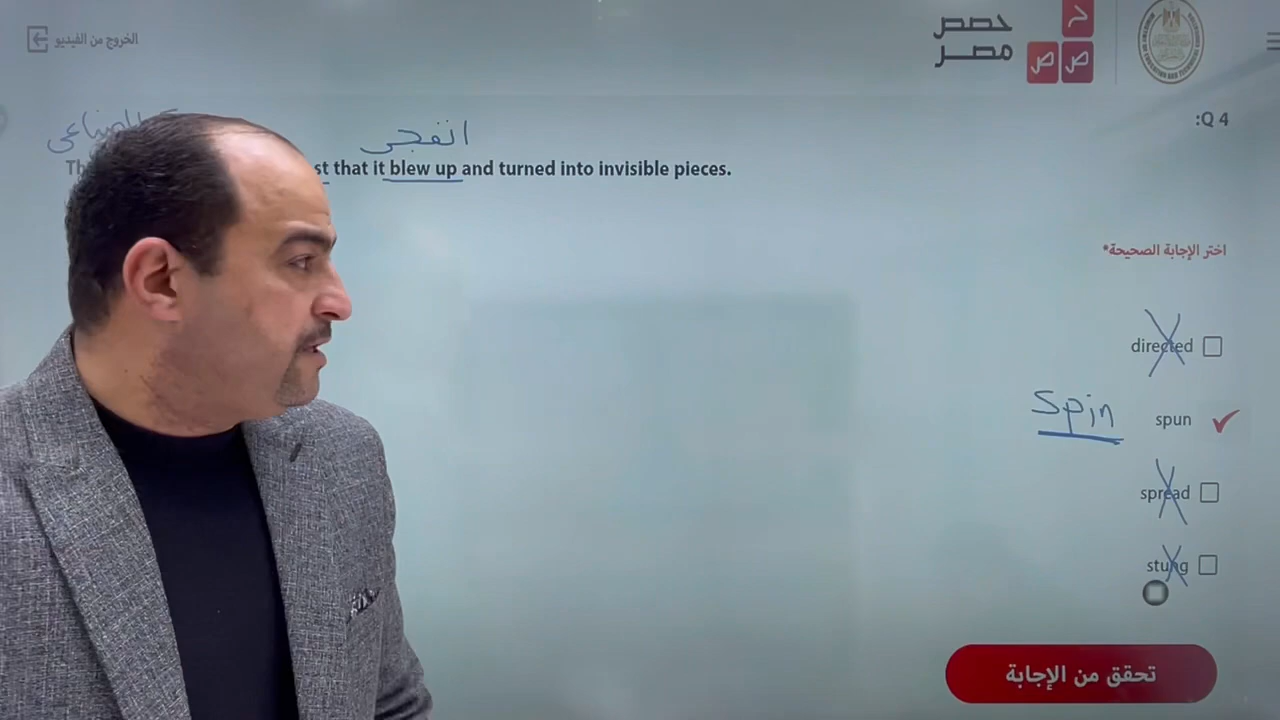 الخروج من الفيديو
حصص
مصر
ح
ص ص
:Q 4
انفجر
st that it blew up and turned into invisible pieces.
اختر الإجابة الصحيحة*
directed
spin
spun
spread
stung
تحقق من الإجابة